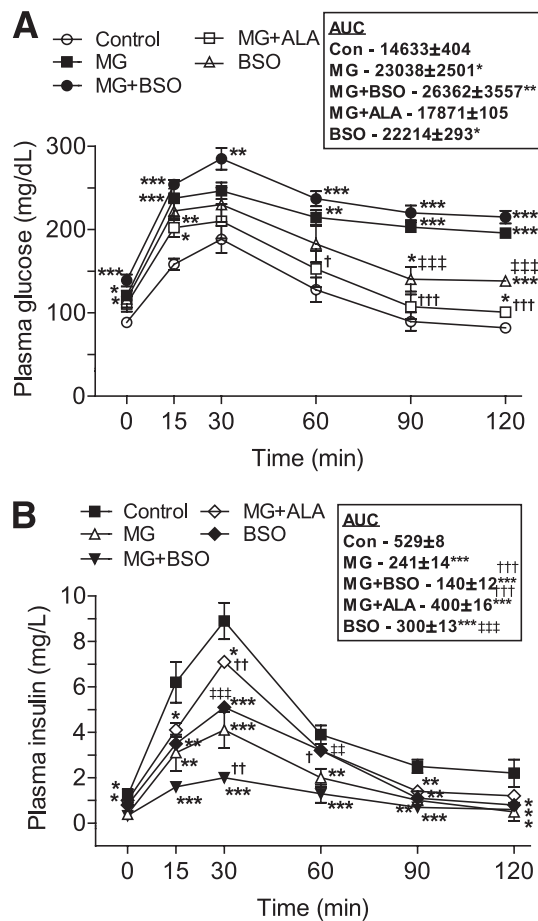 A
Control
MG+ALA
MG
BSO
MG+BSO
AUC
Con - 14633±404
MG - 23038±2501*
MG+BSO - 26362±3557**
MG+ALA - 17871±105
BSO - 22214±293*
Plasma glucose (mg/dL)
300
200
100
0
***
***
***
*
*
**
*
**
***
**
†
***
***
*‡‡‡
†††
***
***
‡‡‡
***
*
†††
0 15 30 60 90 120
Time (min)
B
Control
MG+ALA
MG
BSO
MG+BSO
AUC
Con - 529±8
MG - 241±14***
†††
MG+BSO - 140±12***
†††
MG+ALA - 400±16***
BSO - 300±13***‡‡‡
Plasma insulin (mg/L)
10
8
6
4
2
0
*
*
*
**
**
***
*
††
‡‡‡
***
***
††
***
‡‡
†
**
***
**
**
**
***
*
*
*
0 15 30 60 90 120
Time (min)